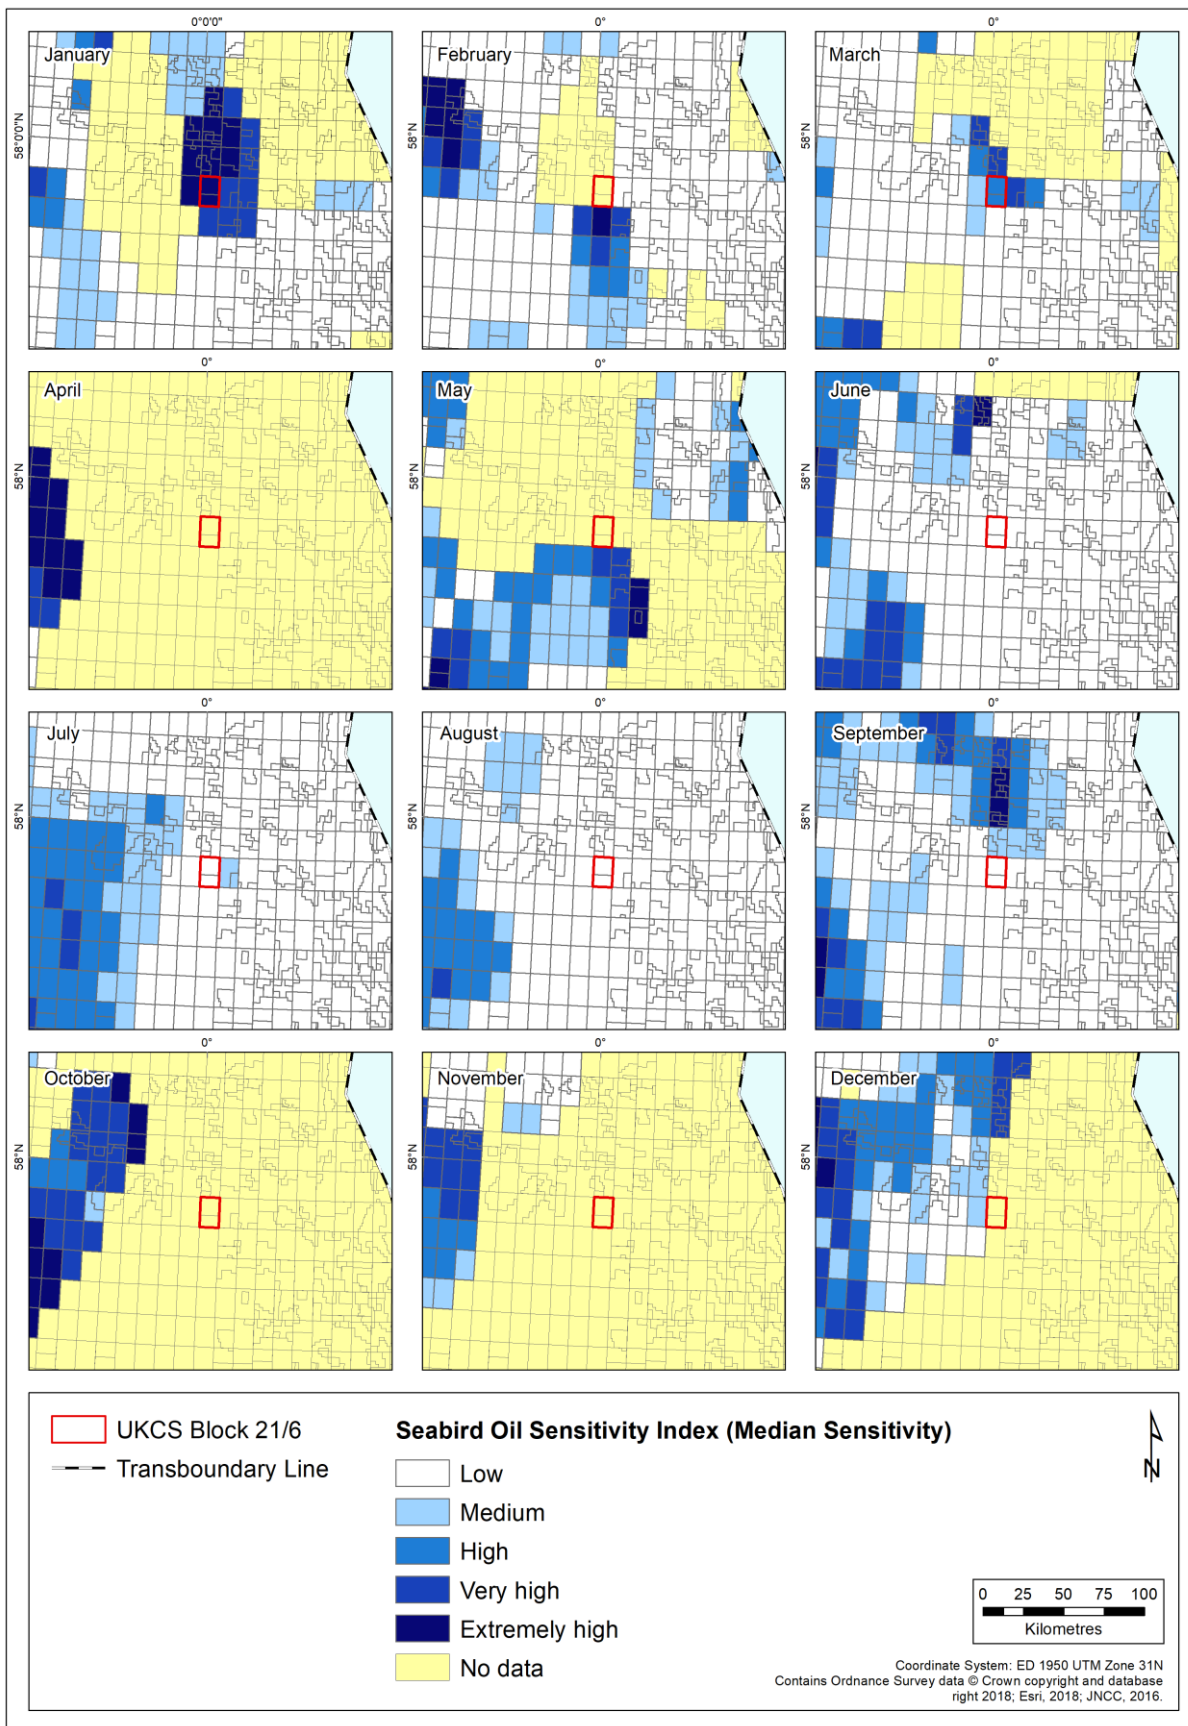 0°0'0"
0°
0°
January
February
March
58°0'0"N
58°N
58°N
0°
0°
0°
April
May
June
58°N
58°N
58°N
0°
0°
0°
July
August
September
58°N
58°N
58°N
0°
0°
0°
October
November
December
58°N
58°N
58°N
UKCS Block 21/6
Transboundary Line
Seabird Oil Sensitivity Index (Median Sensitivity)
Low
Medium
High
Very high
Extremely high
No data
N
0 25 50 75 100
Kilometres
Coordinate System: ED 1950 UTM Zone 31N
Contains Ordnance Survey data © Crown copyright and database
right 2018; Esri, 2018; JNCC, 2016.